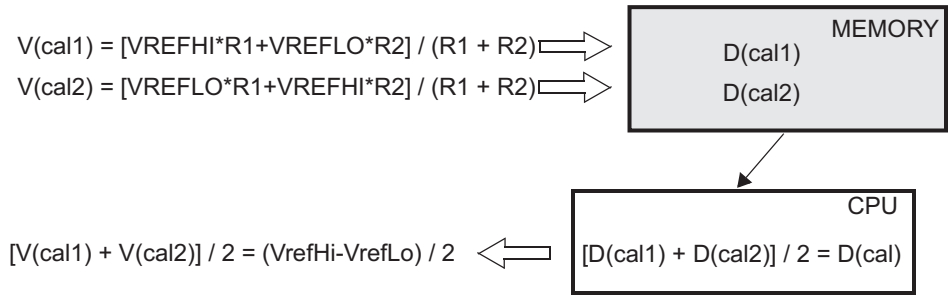 V(cal1) = [VREFHI*R1+VREFLO*R2] / (R1 + R2)
V(cal2) = [VREFLO*R1+VREFHI*R2] / (R1 + R2)
MEMORY
D(cal1)
D(cal2)
CPU
[D(cal1) + D(cal2)] / 2 = D(cal)
[V(cal1) + V(cal2)] / 2 = (VrefHi-VrefLo) / 2